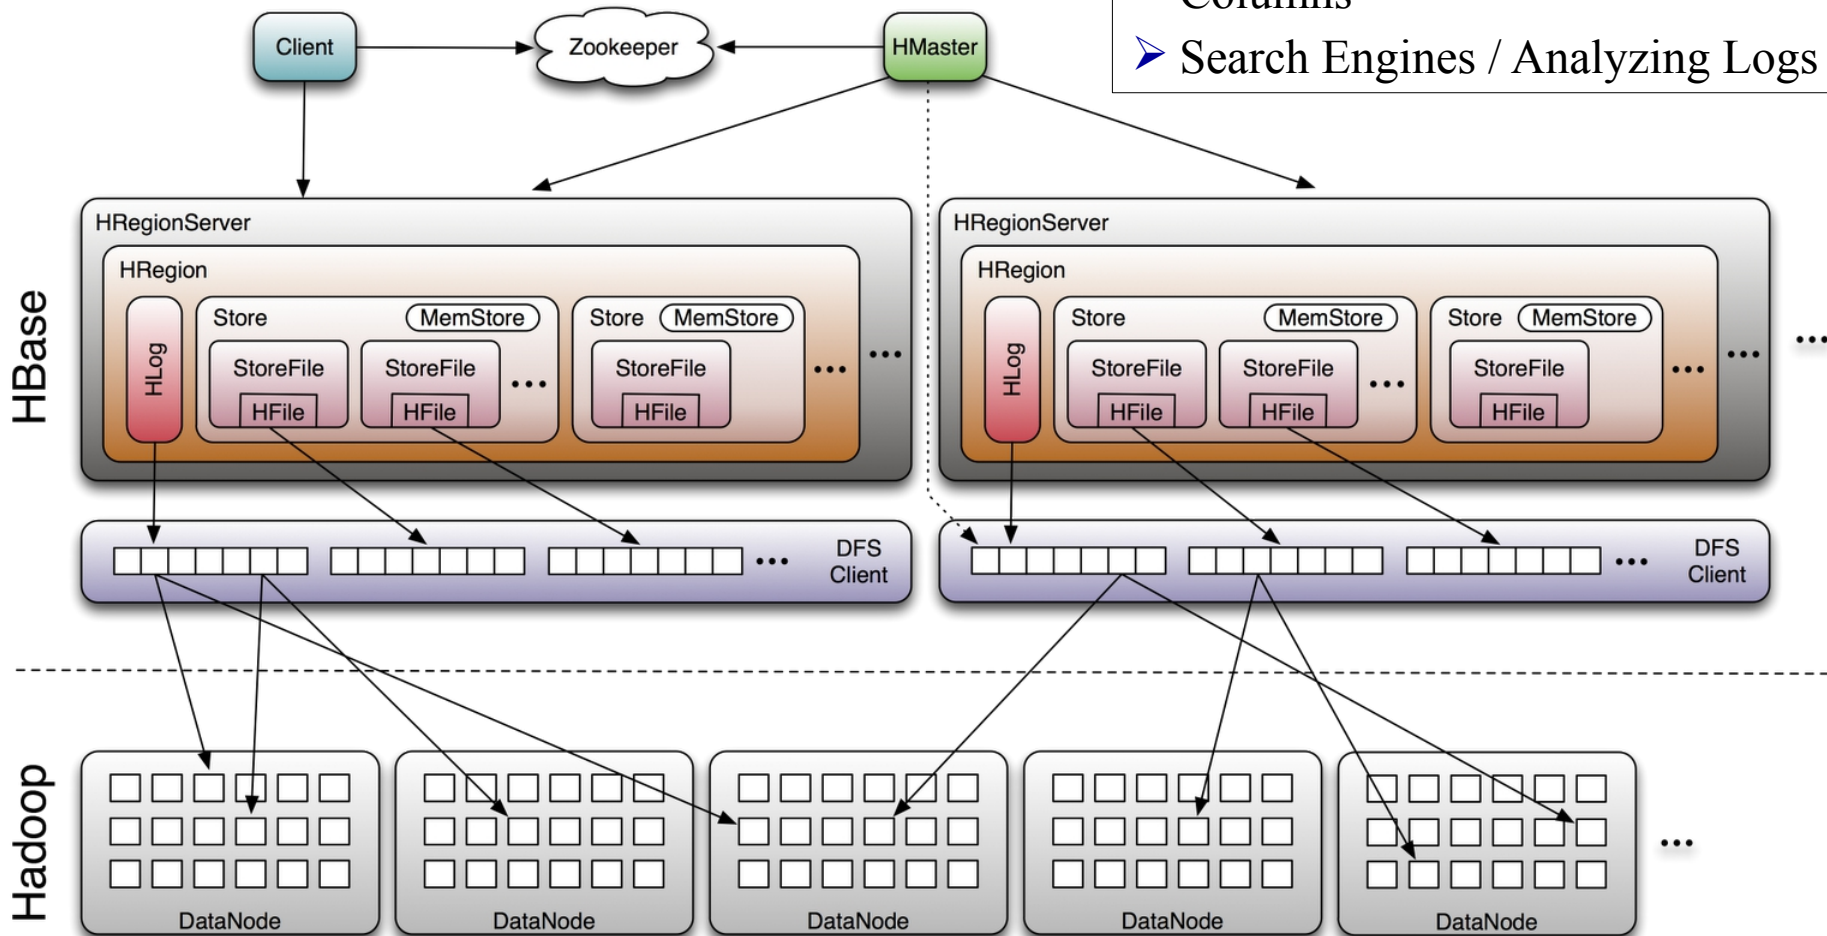 Columns
➢ Search Engines / Analyzing Logs
Client
Zookeeper
HMaster
HBase
HRegionServer
HRegion
HLog
Store
MemStore
StoreFile
HFile
StoreFile
HFile
...
Store
MemStore
StoreFile
HFile
...
...
HRegionServer
HRegion
HLog
Store
MemStore
StoreFile
HFile
StoreFile
HFile
...
Store
MemStore
StoreFile
HFile
...
...
...
...
DFS
Client
...
DFS
Client
Hadoop
DataNode
DataNode
DataNode
DataNode
DataNode
...